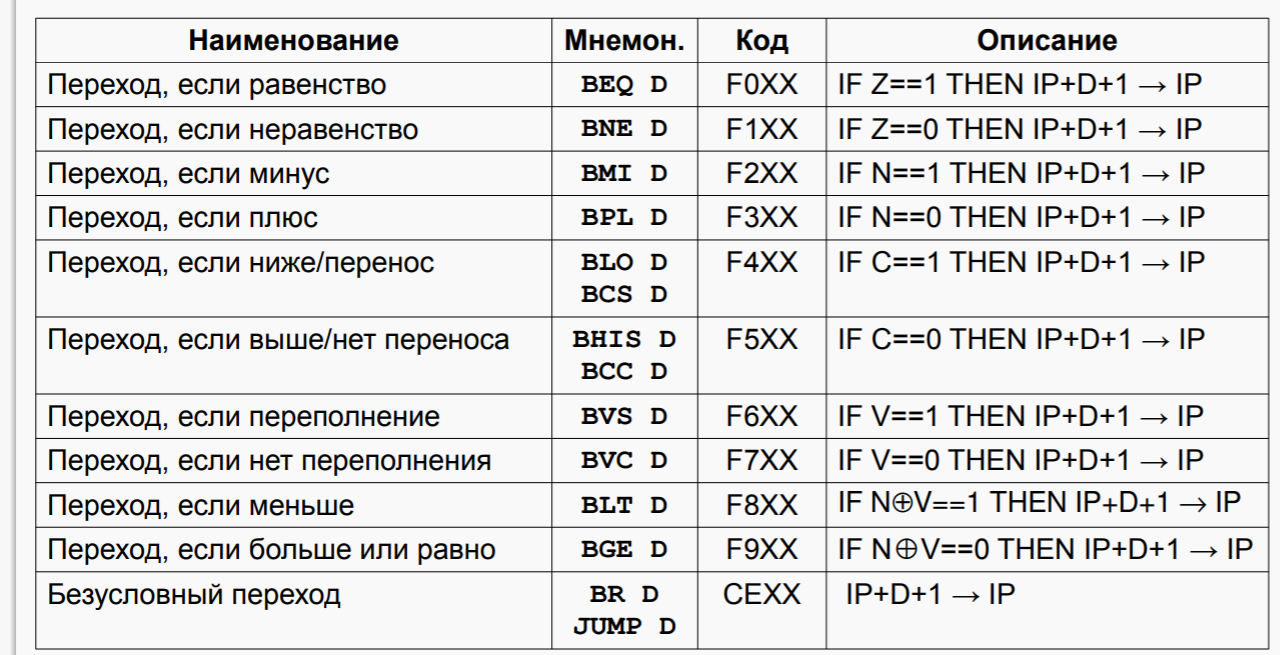 Наименование Мнемон. Код Описание
Переход, если равенство BEQ D F0XX IF Z==1 THEN IP+D+1 → IP
Переход, если неравенство BNE D F1XX IF Z==0 THEN IP+D+1 → IP
Переход, если минус BMI D F2XX IF N==1 THEN IP+D+1 → IP
Переход, если плюс BPL D F3XX IF N==0 THEN IP+D+1 → IP
Переход, если ниже/перенос BLO D F4XX IF C==1 THEN IP+D+1 → IP
BCS D
Переход, если выше/нет переноса BHIS D F5XX IF C==0 THEN IP+D+1 → IP
BCC D
Переход, если переполнение BVS D F6XX IF V==1 THEN IP+D+1 → IP
Переход, если нет переполнения BVC D F7XX IF V==0 THEN IP+D+1 → IP
Переход, если меньше BLT D F8XX IF N⊕V==1 THEN IP+D+1 → IP
Переход, если больше или равно BGE D F9XX IF N⊕V==0 THEN IP+D+1 → IP
Безусловный переход BR D CEXX IP+D+1 → IP
JUMP D